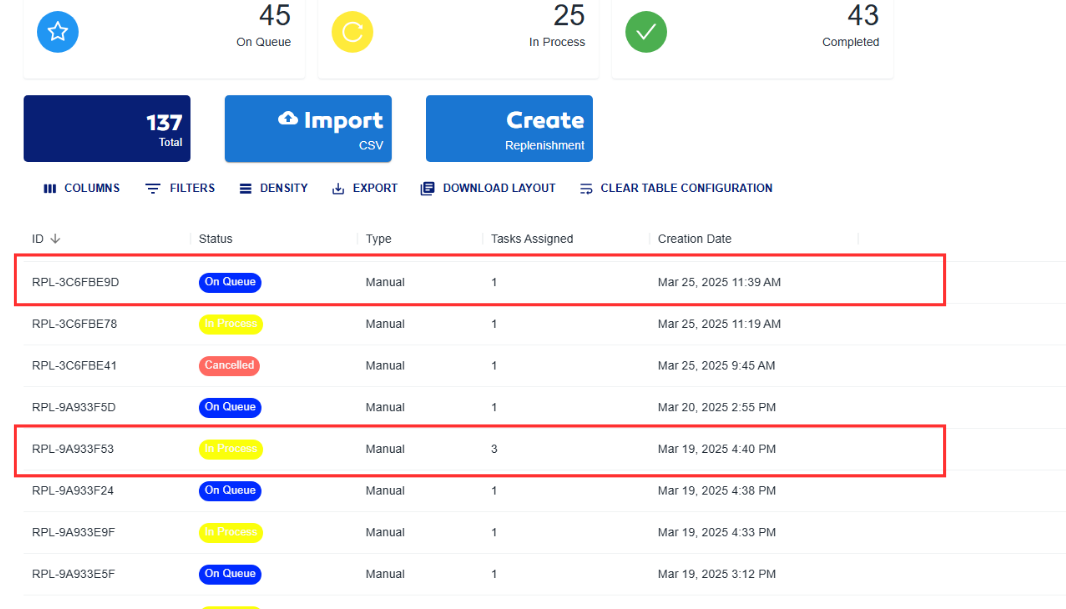 45
On Queue
25
In Process
43
Completed
137
Total
Import
CSV
Create
Replenishment
COLUMNS FILTERS DENSITY EXPORT DOWNLOAD LAYOUT CLEAR TABLE CONFIGURATION
ID Status Type Tasks Assigned Creation Date
RPL-3C6FBE9D On Queue Manual 1 Mar 25, 2025 11:39 AM
RPL-3C6FBE78 In Process Manual 1 Mar 25, 2025 11:19 AM
RPL-3C6FBE41 Cancelled Manual 1 Mar 25, 2025 9:45 AM
RPL-9A933F5D On Queue Manual 1 Mar 20, 2025 2:55 PM
RPL-9A933F53 In Process Manual 3 Mar 19, 2025 4:40 PM
RPL-9A933F24 On Queue Manual 1 Mar 19, 2025 4:38 PM
RPL-9A933E9F In Process Manual 1 Mar 19, 2025 4:33 PM
RPL-9A933E5F On Queue Manual 1 Mar 19, 2025 3:12 PM